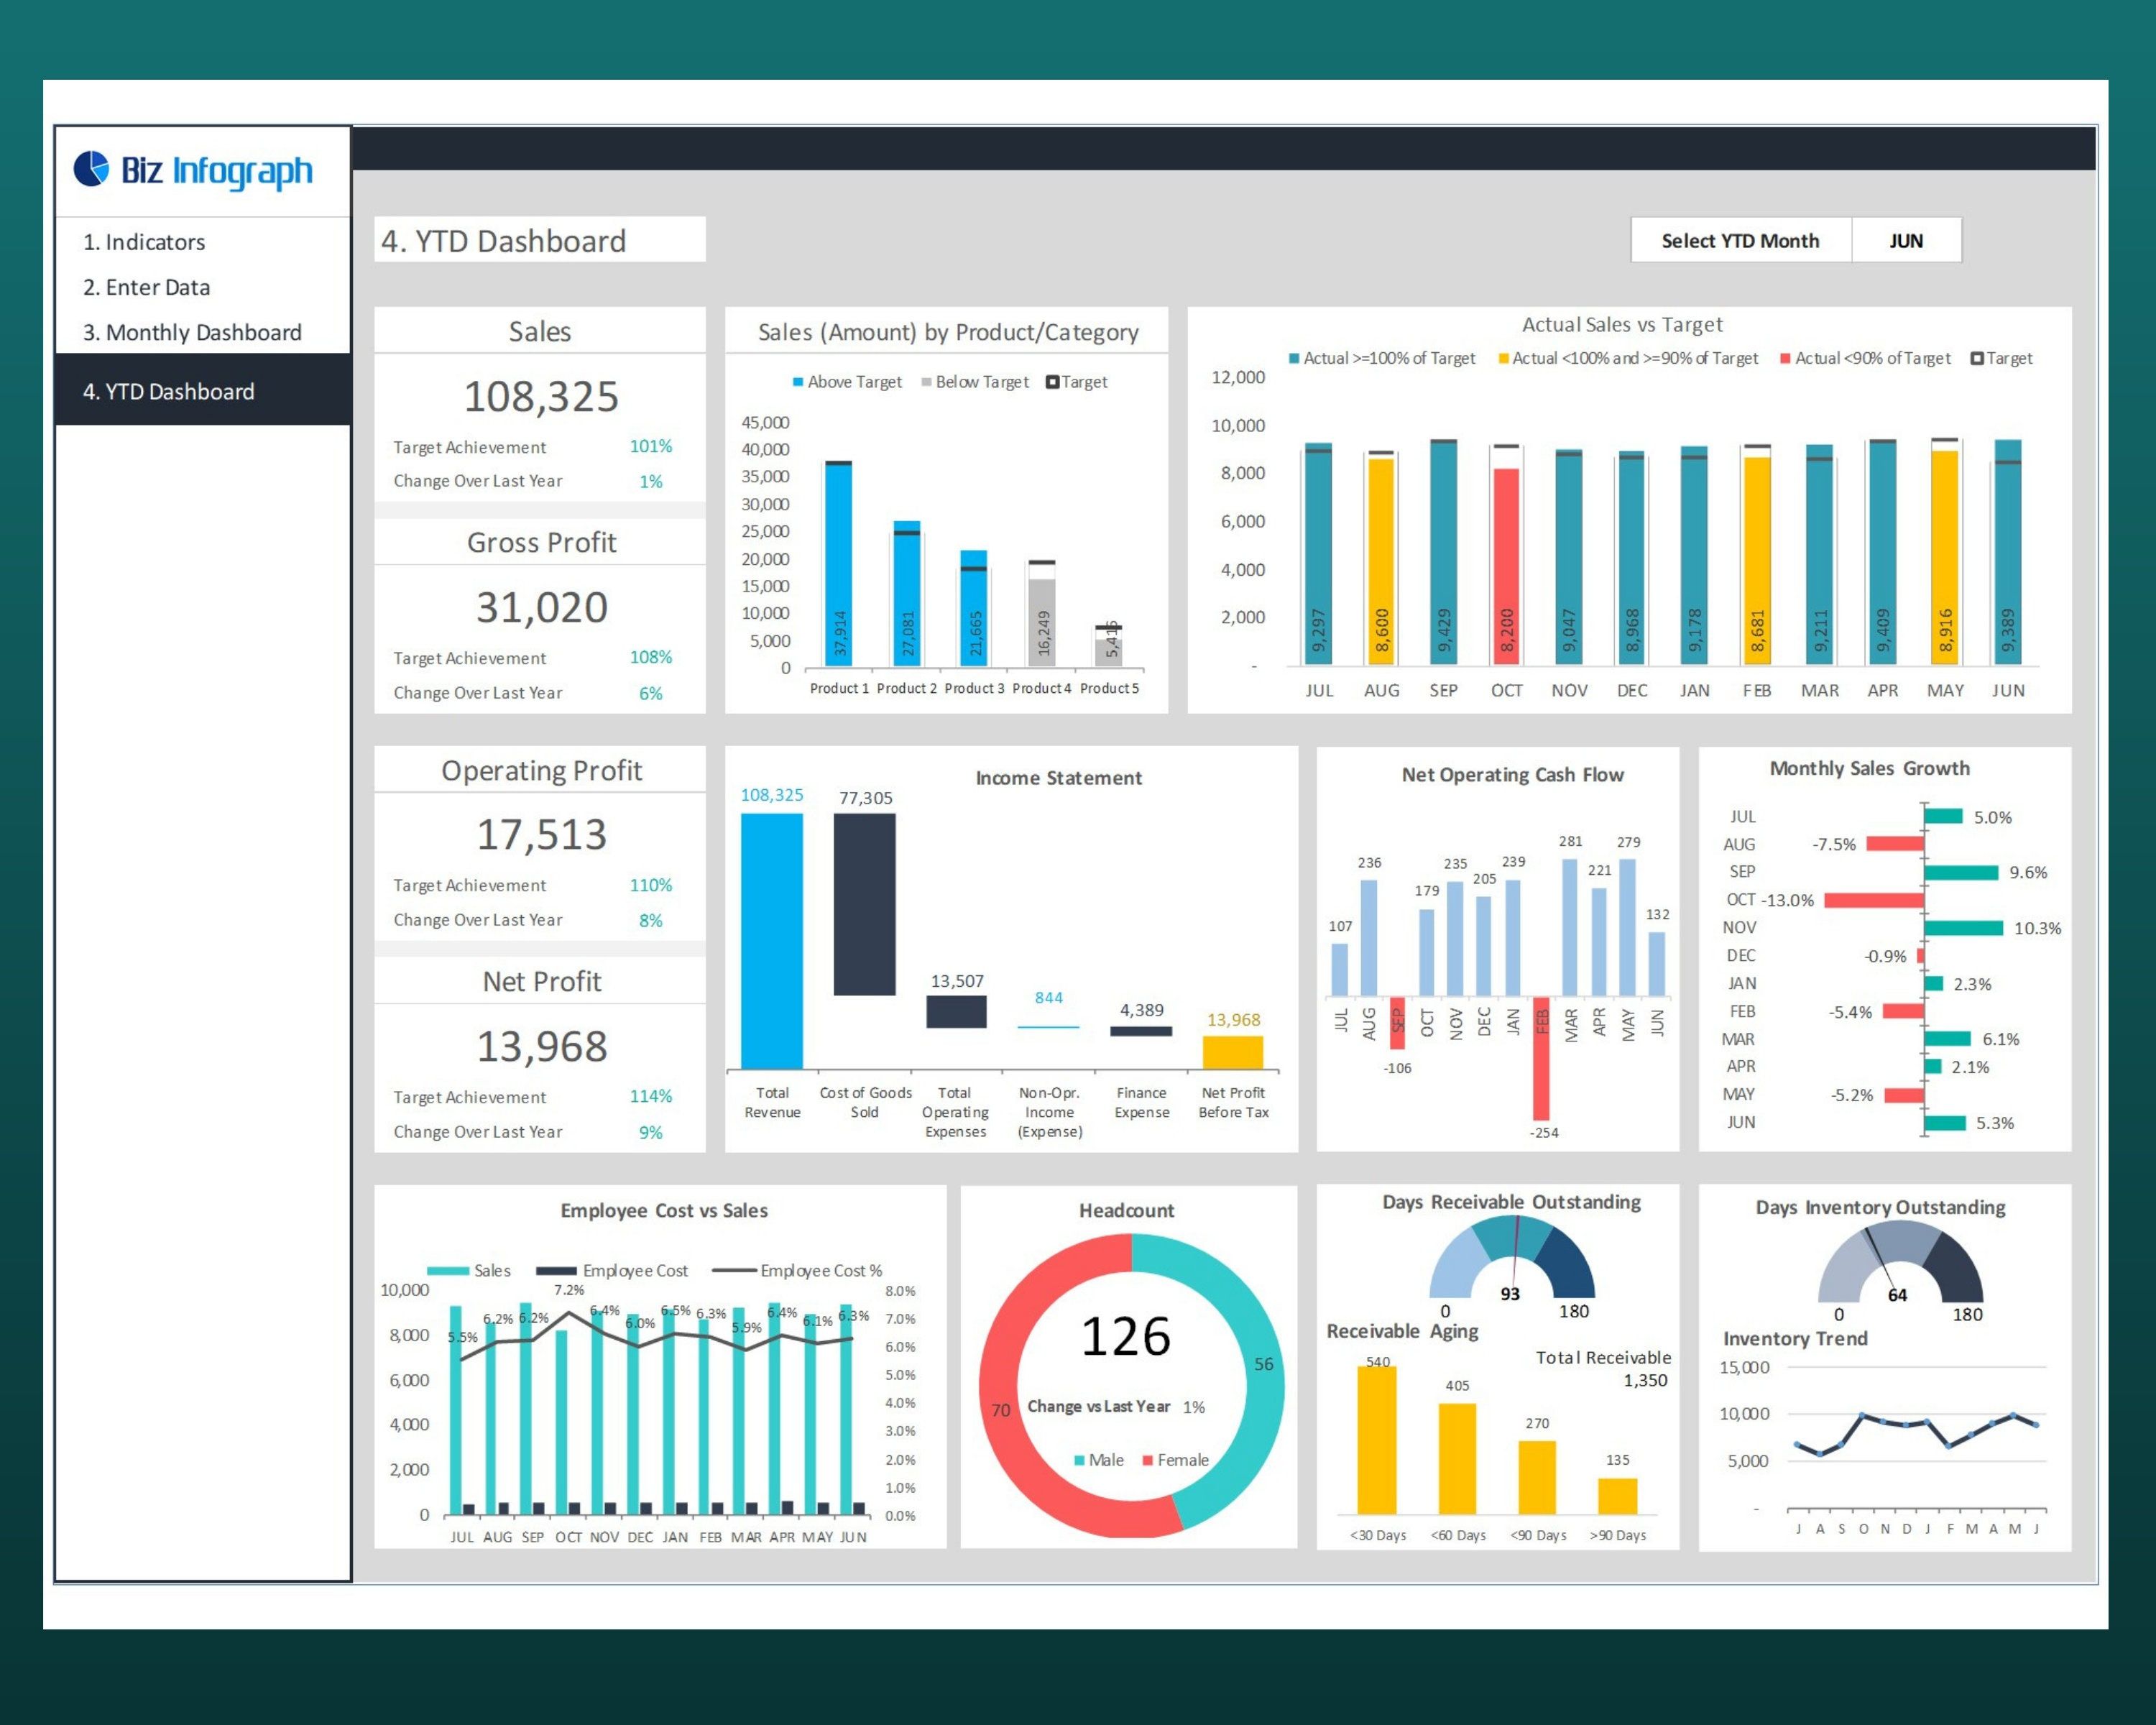 Biz Infograph
1. Indicators
2. Enter Data
3. Monthly Dashboard
4. YTD Dashboard
4. YTD Dashboard
Select YTD Month JUN
Sales
108,325
Target Achievement 101%
Change Over Last Year 1%
Gross Profit
31,020
Target Achievement 108%
Change Over Last Year 6%
Sales (Amount) by Product/Category
Above Target Below Target Target
45,000
40,000
35,000
30,000
25,000
20,000
15,000
10,000
5,000
0
37,914 27,081 21,665 16,249 5,416
Product 1 Product 2 Product 3 Product 4 Product 5
Actual Sales vs Target
Actual >=100% of Target Actual <100% and >=90% of Target Actual <90% of Target Target
12,000
10,000
8,000
6,000
4,000
2,000
-
9,297 8,600 9,429 8,200 9,047 8,968 9,178 8,681 9,211 9,409 8,916 9,389
JUL AUG SEP OCT NOV DEC JAN FEB MAR APR MAY JUN
Operating Profit
17,513
Target Achievement 110%
Change Over Last Year 8%
Net Profit
13,968
Target Achievement 114%
Change Over Last Year 9%
Income Statement
108,325 77,305 13,507 844 4,389 13,968
Total Cost of Goods Total Non-Opr. Finance Net Profit
Revenue Sold Operating Income Expense Before Tax
Expenses (Expense)
Net Operating Cash Flow
107 236 -106 179 235 205 239 -254 281 221 279 132
JUL AUG SEP OCT NOV DEC JAN FEB MAR APR MAY JUN
Monthly Sales Growth
JUL 5.0%
AUG -7.5%
SEP 9.6%
OCT -13.0%
NOV 10.3%
DEC -0.9%
JAN 2.3%
FEB -5.4%
MAR 6.1%
APR 2.1%
MAY -5.2%
JUN 5.3%
Employee Cost vs Sales
Sales Employee Cost Employee Cost %
10,000
8,000
6,000
4,000
2,000
0
5.5% 6.2% 6.2% 7.2% 6.4% 6.0% 6.5% 6.3% 5.9% 6.4% 6.1% 6.3%
8.0%
7.0%
6.0%
5.0%
4.0%
3.0%
2.0%
1.0%
0.0%
JUL AUG SEP OCT NOV DEC JAN FEB MAR APR MAY JUN
Headcount
126
56
70
Change vs Last Year 1%
Male Female
Days Receivable Outstanding
93
0 180
Receivable Aging
Total Receivable
1,350
540 405 270 135
<30 Days <60 Days <90 Days >90 Days
Days Inventory Outstanding
64
0 180
Inventory Trend
15,000
10,000
5,000
-
J A S O N D J F M A M J